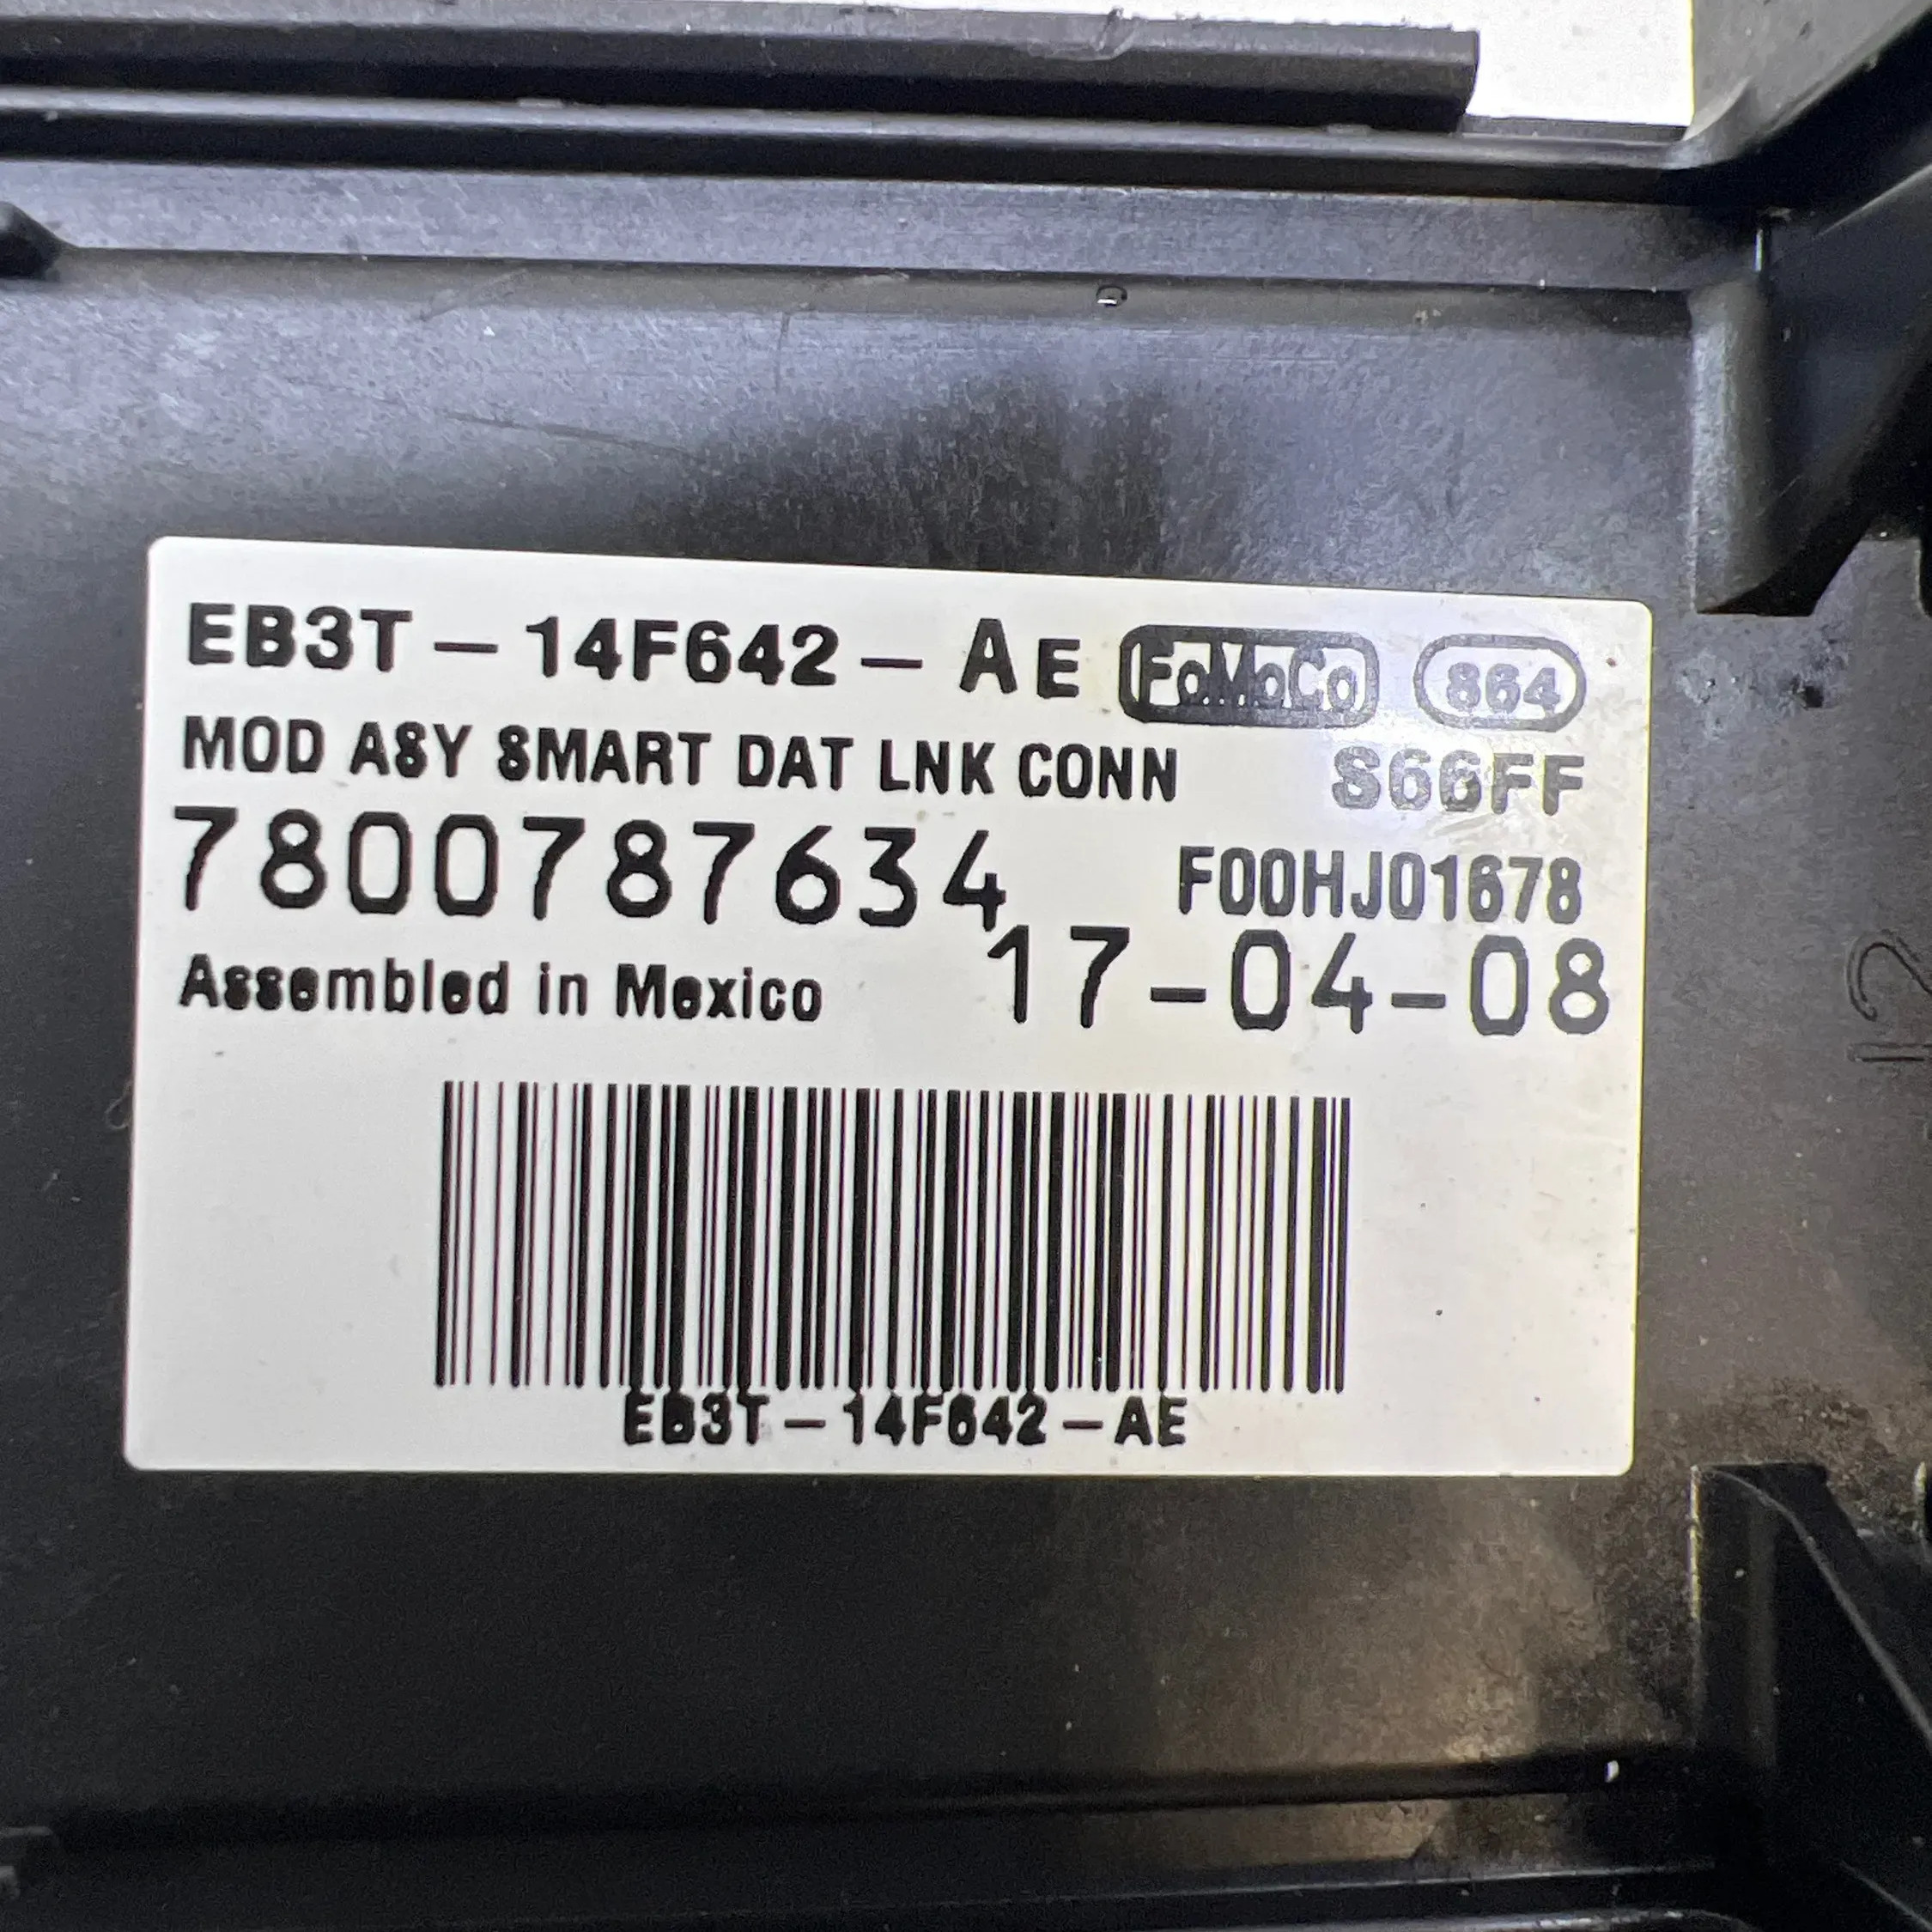 EB3T - 14F642 - AE FoMoCo 864
MOD ASY SMART DAT LNK CONN S66FF
7800787634 F00HJ01678
Assembled in Mexico 17-04-08
EB3T - 14F642 - AE
12